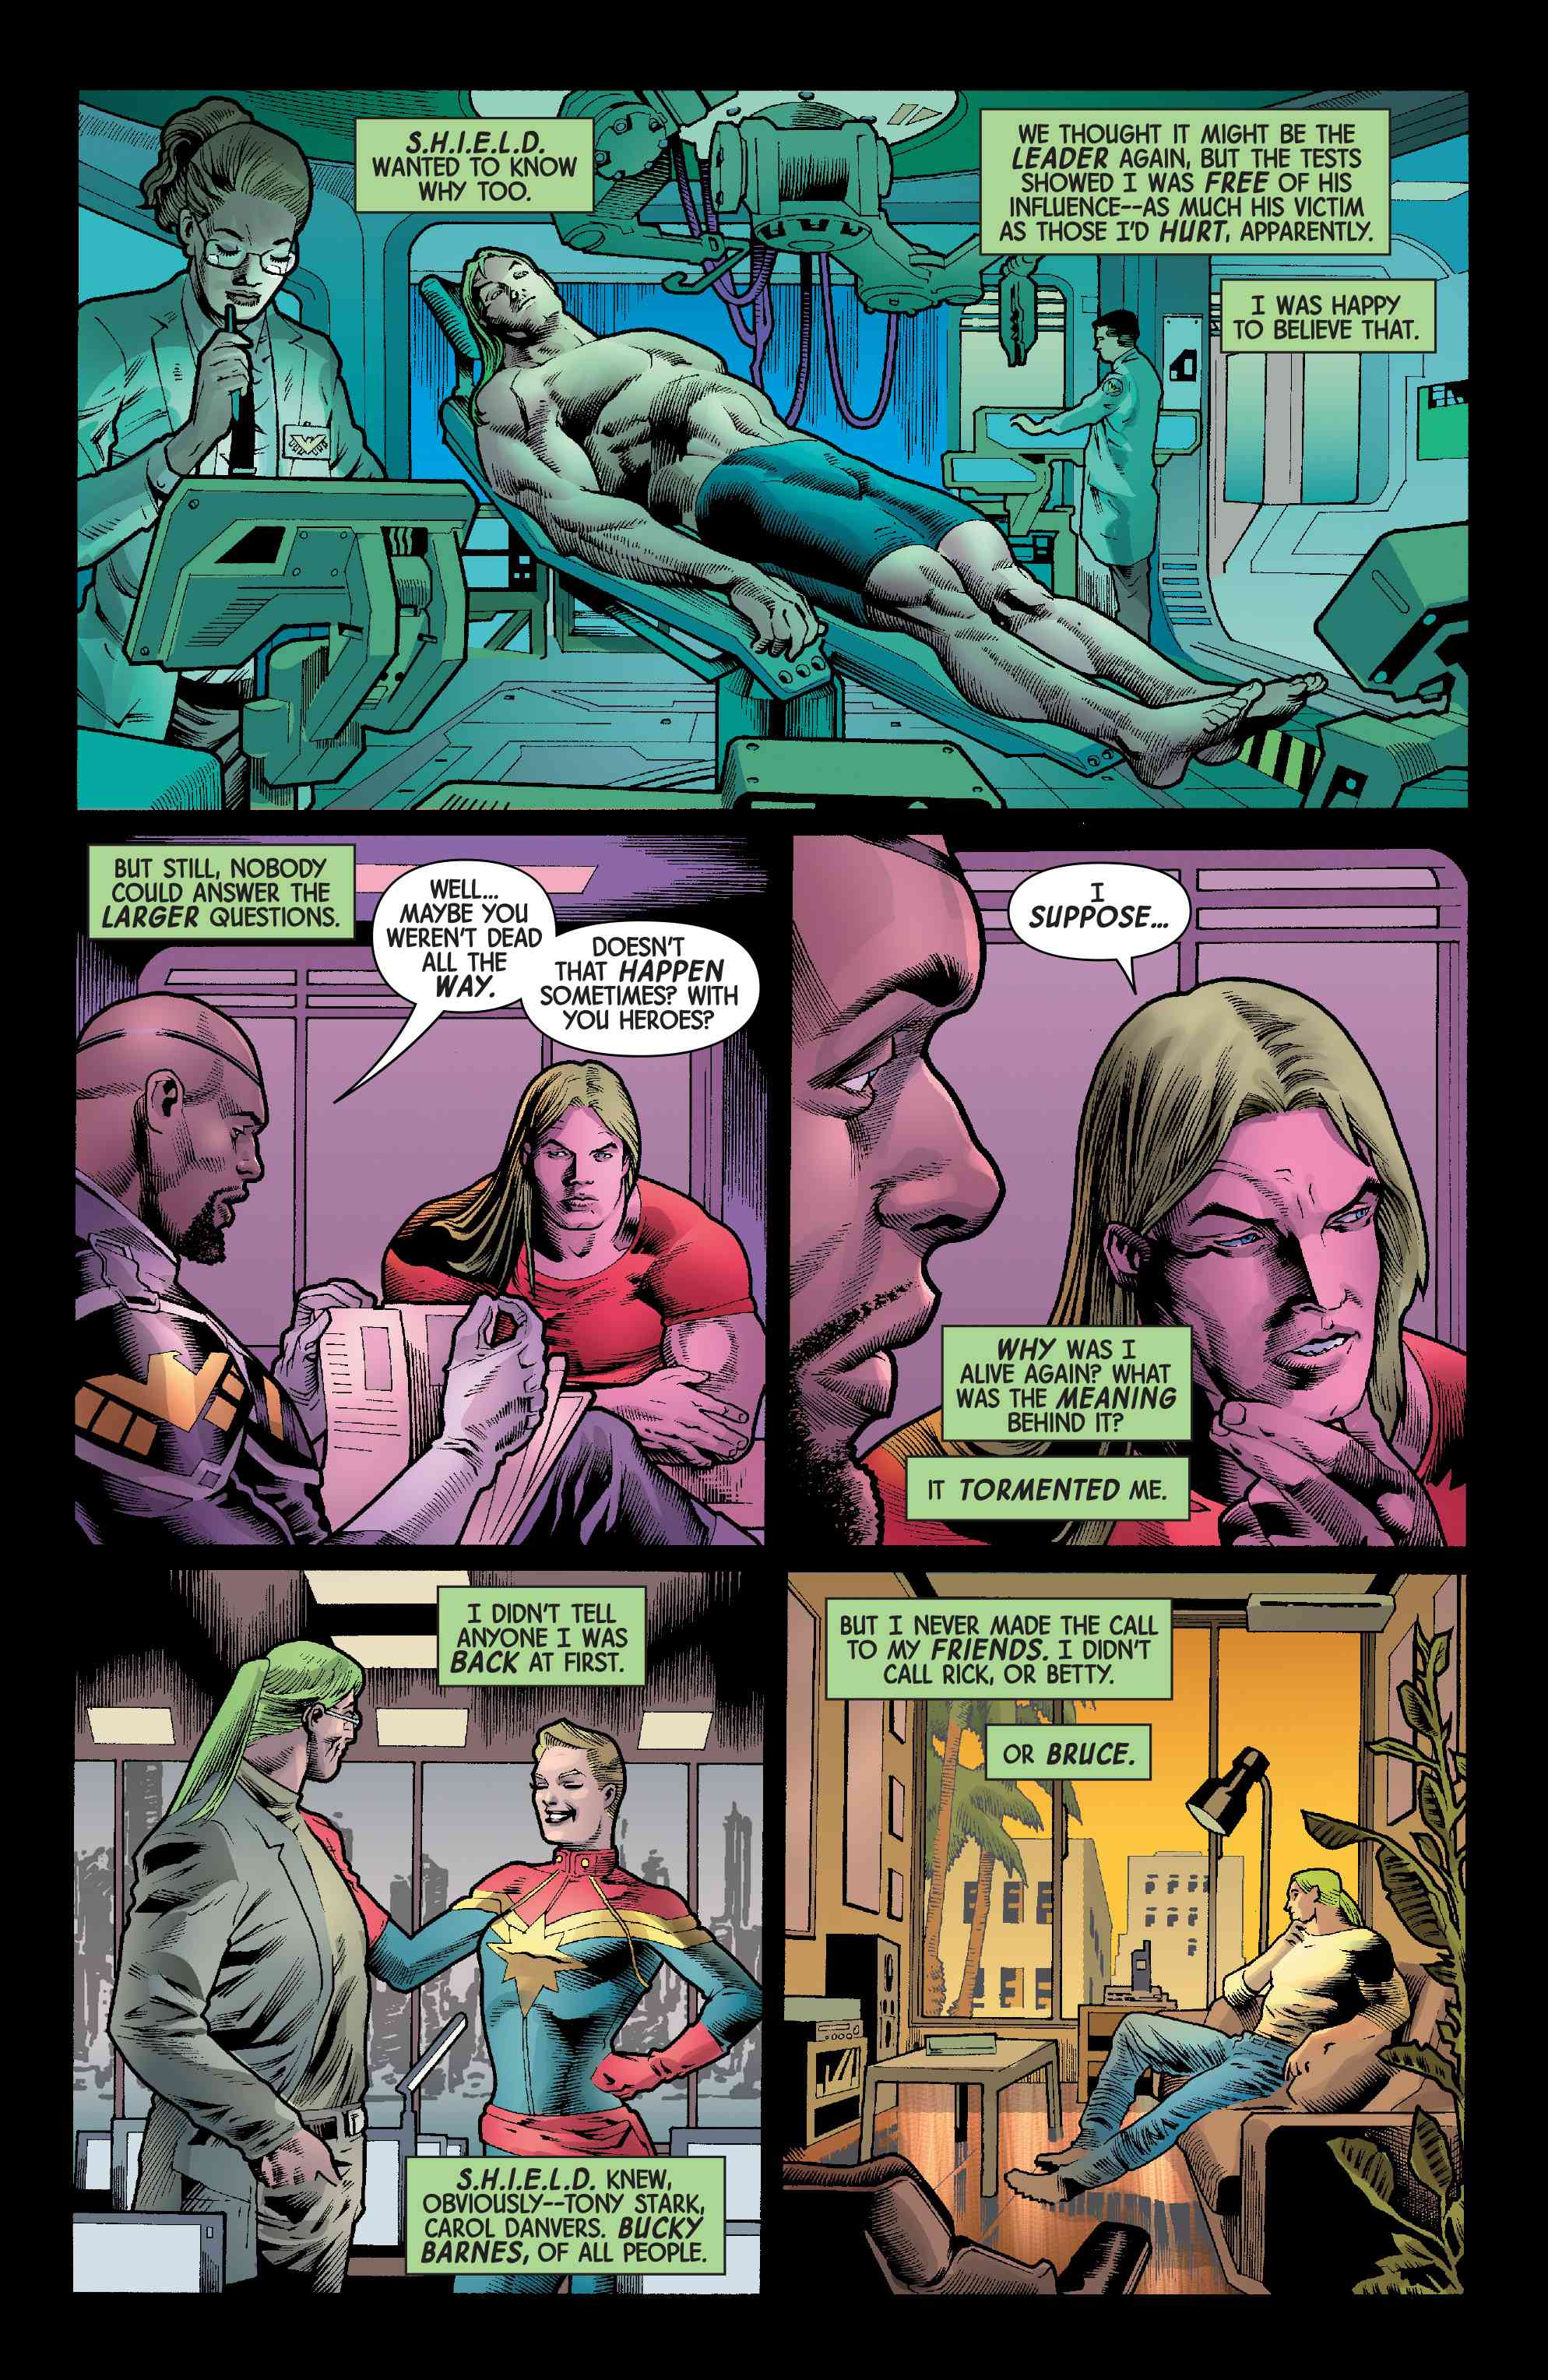 S.H.I.E.L.D.
WANTED TO KNOW
WHY TOO.
WE THOUGHT IT MIGHT BE THE
LEADER AGAIN, BUT THE TESTS
SHOWED I WAS FREE OF HIS
INFLUENCE--AS MUCH HIS VICTIM
AS THOSE I'D HURT, APPARENTLY.
I WAS HAPPY
TO BELIEVE THAT.
4
BUT STILL, NOBODY
COULD ANSWER THE
LARGER QUESTIONS.
WELL...
MAYBE YOU
WEREN'T DEAD
ALL THE
WAY.
DOESN'T
THAT HAPPEN
SOMETIMES? WITH
YOU HEROES?
I
SUPPOSE...
WHY WAS I
ALIVE AGAIN? WHAT
WAS THE MEANING
BEHIND IT?
IT TORMENTED ME.
I DIDN'T TELL
ANYONE I WAS
BACK AT FIRST.
S.H.I.E.L.D. KNEW,
OBVIOUSLY--TONY STARK,
CAROL DANVERS. BUCKY
BARNES, OF ALL PEOPLE.
BUT I NEVER MADE THE CALL
TO MY FRIENDS. I DIDN'T
CALL RICK, OR BETTY.
OR BRUCE.